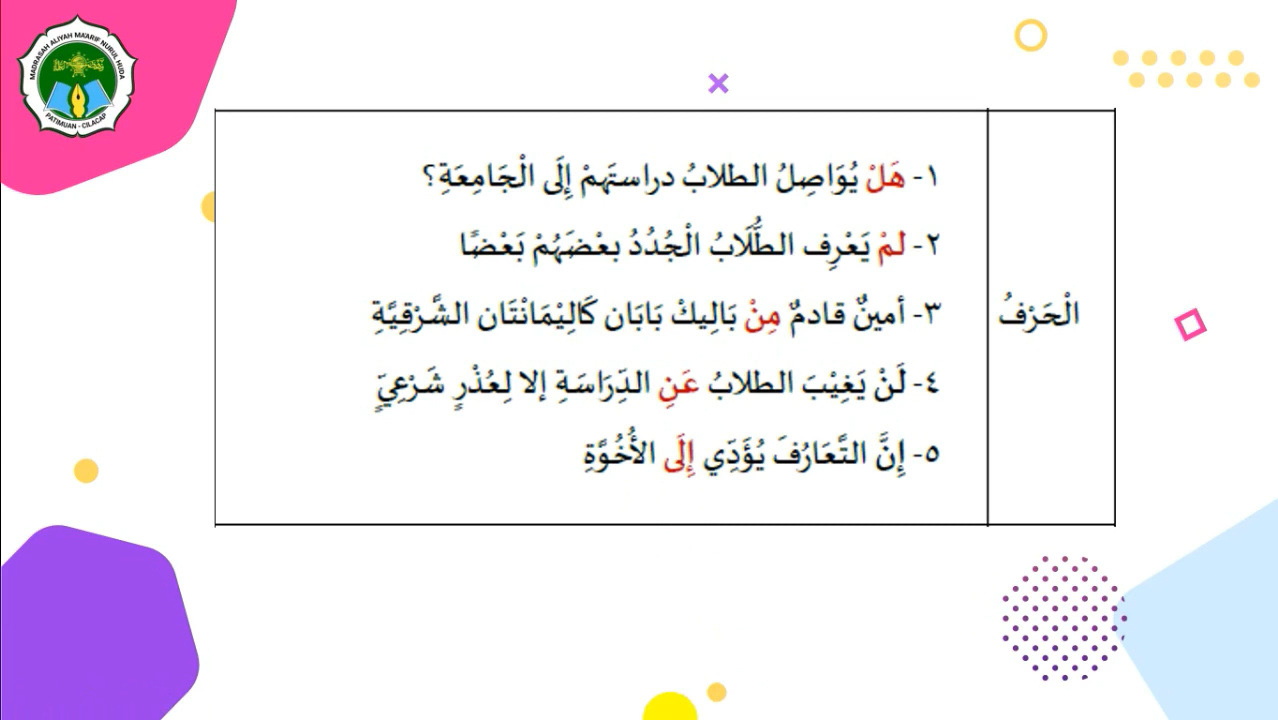 MADRASAH ALIYAH MA'ARIF NURUL HUDA
PATIMUAN - CILACAP
الْحَرْفُ
١- هَلْ يُوَاصِلُ الطلابُ دراستَهمْ إِلَى الْجَامِعَةِ؟
٢- لمْ يَعْرِف الطُّلَابُ الْجُدُدُ بعْضَهُمْ بَعْضًا
٣- أمينٌ قادمٌ مِنْ بَالِيكْ بَابَان كَالِيْمَانْتَان الشَّرْقِيَّةِ
٤- لَنْ يَغِيْبَ الطلابُ عَنِ الدِّرَاسَةِ إلا لِعُذْرٍ شَرْعِيٍّ
٥- إِنَّ التَّعَارُفَ يُؤَدِّي إِلَى الأُخُوَّةِ